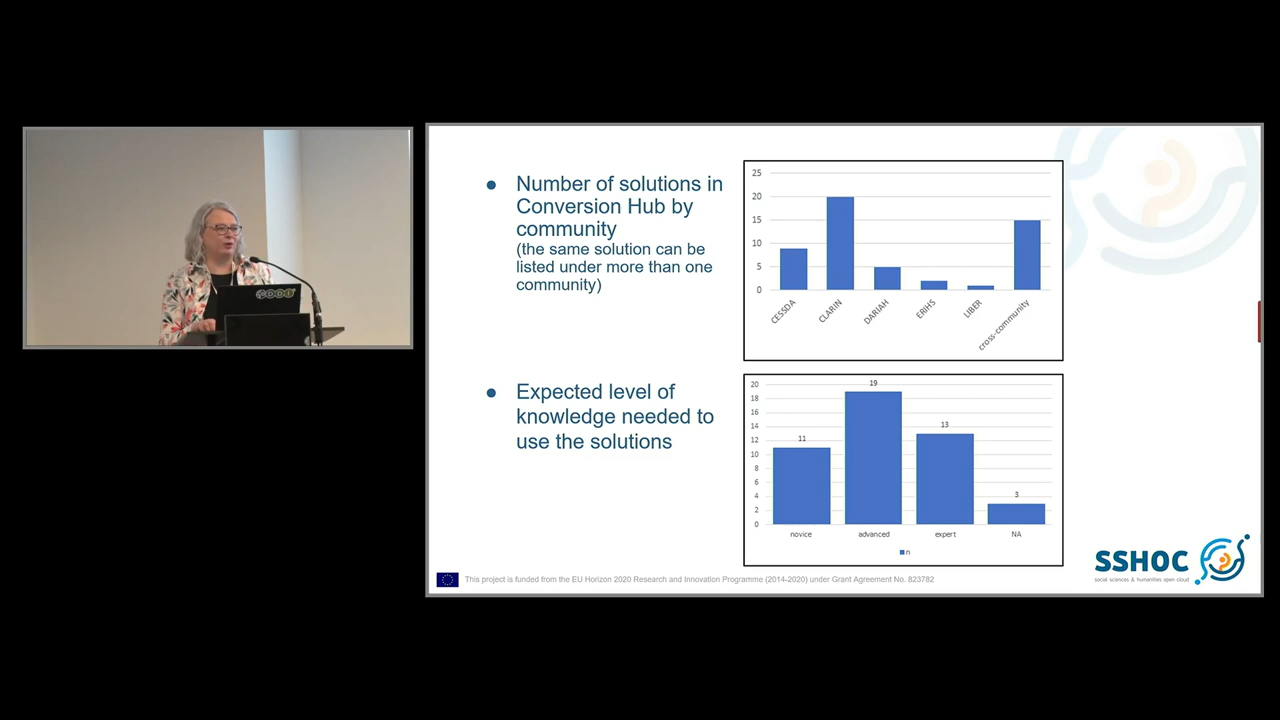 ● Number of solutions in
Conversion Hub by
community
(the same solution can be
listed under more than one
community)
25
20
15
10
5
0
CESSDA
CLARIN
DARIAH
ERIHS
LIBER
cross-community
● Expected level of
knowledge needed to
use the solutions
20
18
16
14
12
10
8
6
4
2
0
11
19
13
3
novice
advanced
expert
NA
n
This project is funded from the EU Horizon 2020 Research and Innovation Programme (2014-2020) under Grant Agreement No. 823782
SSHOC
social sciences & humanities open cloud
DDI